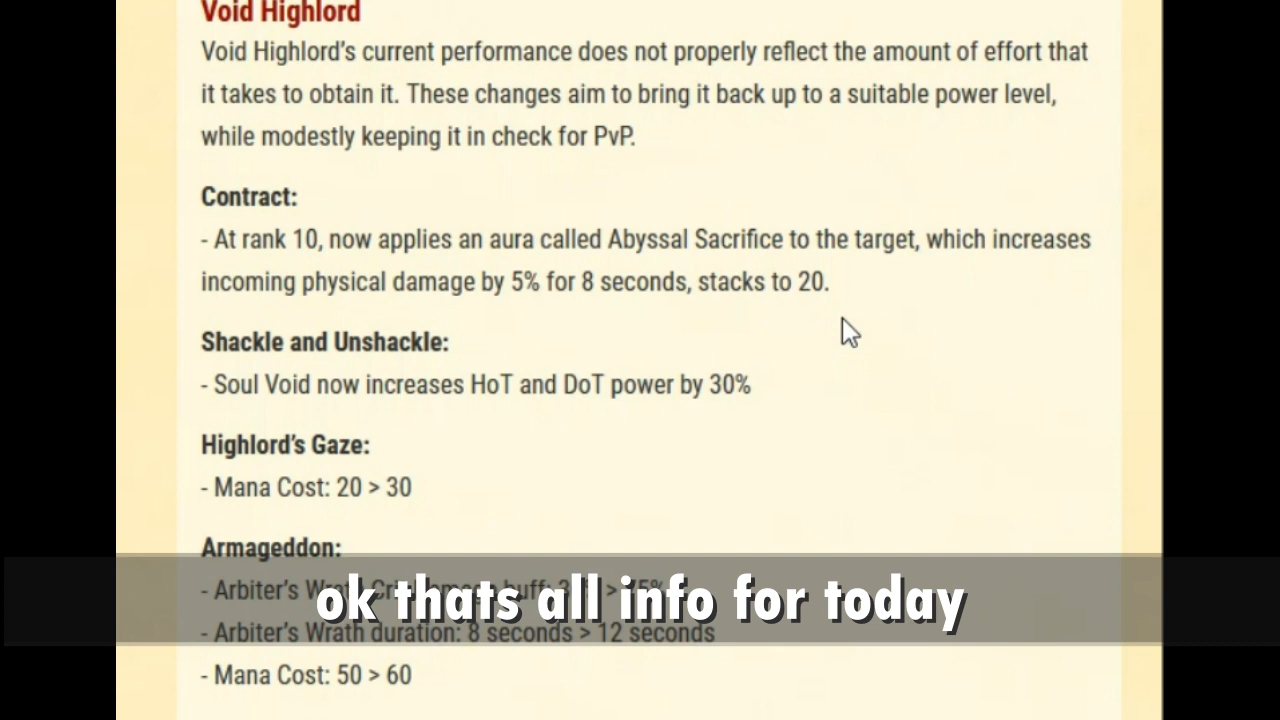 Void Highlord
Void Highlord's current performance does not properly reflect the amount of effort that
it takes to obtain it. These changes aim to bring it back up to a suitable power level,
while modestly keeping it in check for PvP.
Contract:
- At rank 10, now applies an aura called Abyssal Sacrifice to the target, which increases
incoming physical damage by 5% for 8 seconds, stacks to 20.
Shackle and Unshackle:
- Soul Void now increases HoT and DoT power by 30%
Highlord's Gaze:
- Mana Cost: 20 > 30
Armageddon:
- Arbiter's
ok thats all info for today
- Arbiter's Wrath duration: 8 seconds > 12 seconds
- Mana Cost: 50 > 60